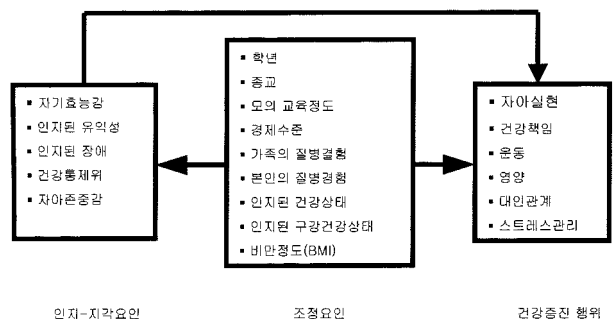 ▪ 자기효능감
▪ 인지된 유익성
▪ 인지된 장애
▪ 건강통제위
▪ 자아존중감
▪ 학년
▪ 종교
▪ 모의 교육정도
▪ 경제수준
▪ 가족의 질병결험
▪ 본인의 질병경험
▪ 인지된 건강상태
▪ 인지된 구강건강상태
▪ 비만정도(BMI)
▪ 자아실현
▪ 건강책임
▪ 운동
▪ 영양
▪ 대인관계
▪ 스트레스관리
인지-지각요인
조정요인
건강증진 행위